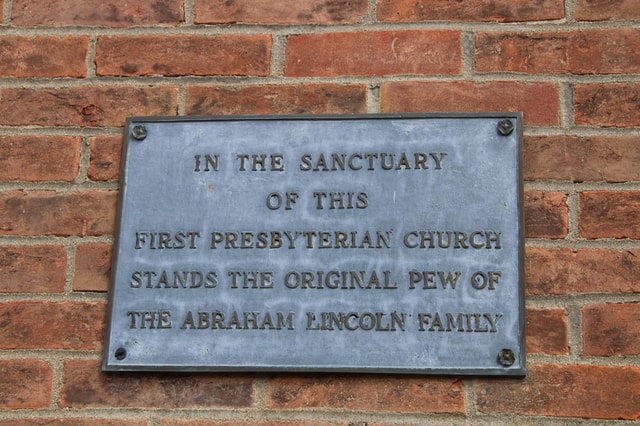 IN THE SANCTUARY
OF THIS
FIRST PRESBYTERIAN CHURCH
STANDS THE ORIGINAL PEW OF
THE ABRAHAM LINCOLN FAMILY